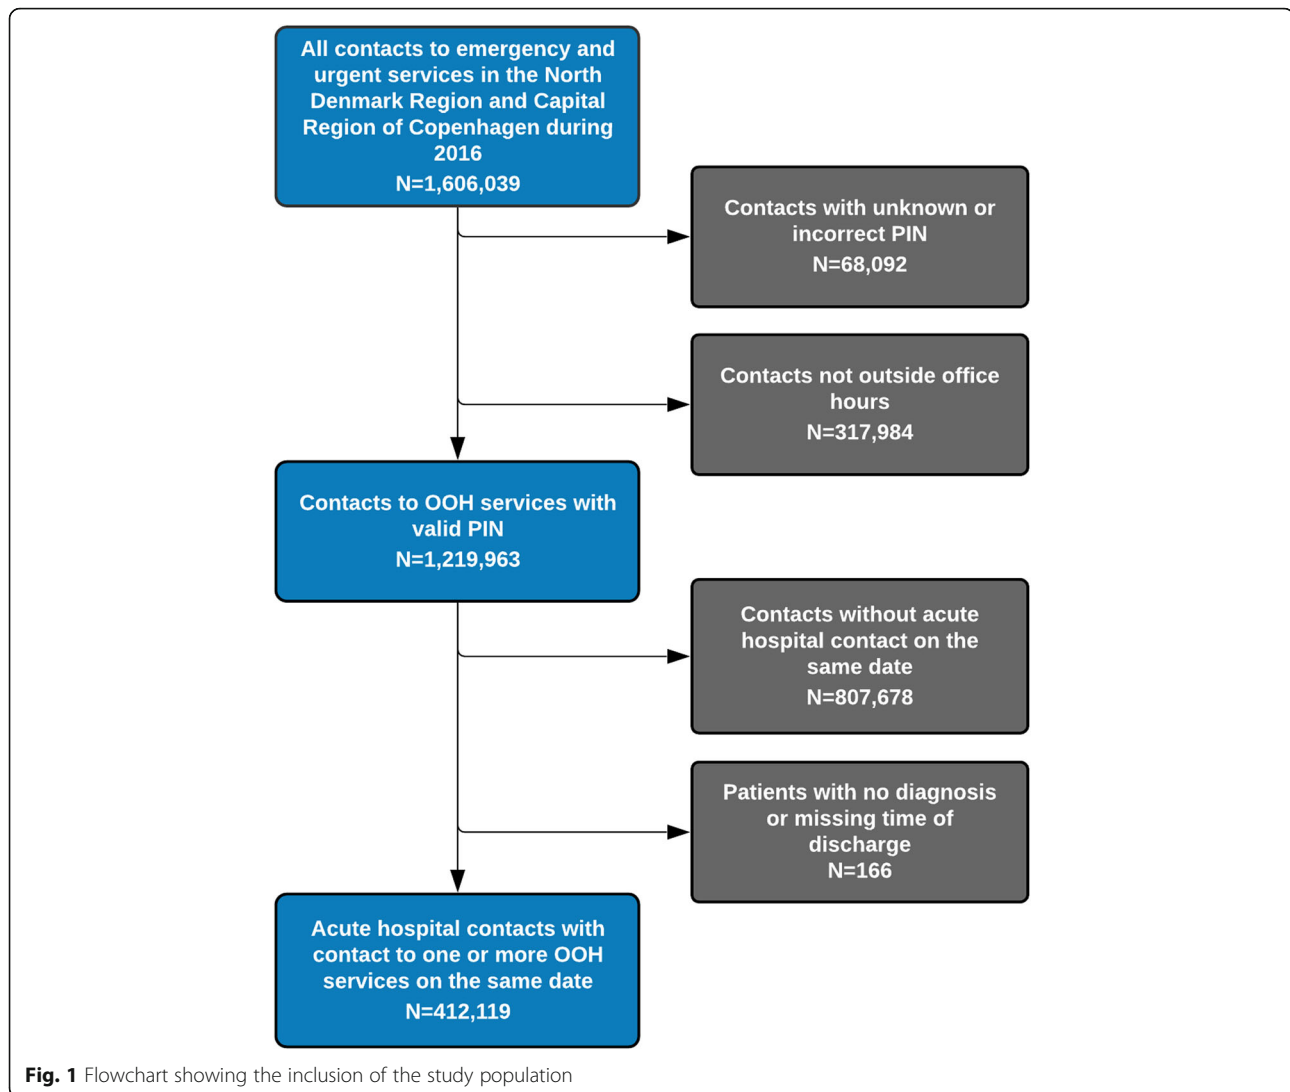 All contacts to emergency and
urgent services in the North
Denmark Region and Capital
Region of Copenhagen during
2016
N=1,606,039
Contacts with unknown or
incorrect PIN
N=68,092
Contacts not outside office
hours
N=317,984
Contacts to OOH services with
valid PIN
N=1,219,963
Contacts without acute
hospital contact on the
same date
N=807,678
Patients with no diagnosis
or missing time of
discharge
N=166
Acute hospital contacts with
contact to one or more OOH
services on the same date
N=412,119
Fig. 1 Flowchart showing the inclusion of the study population